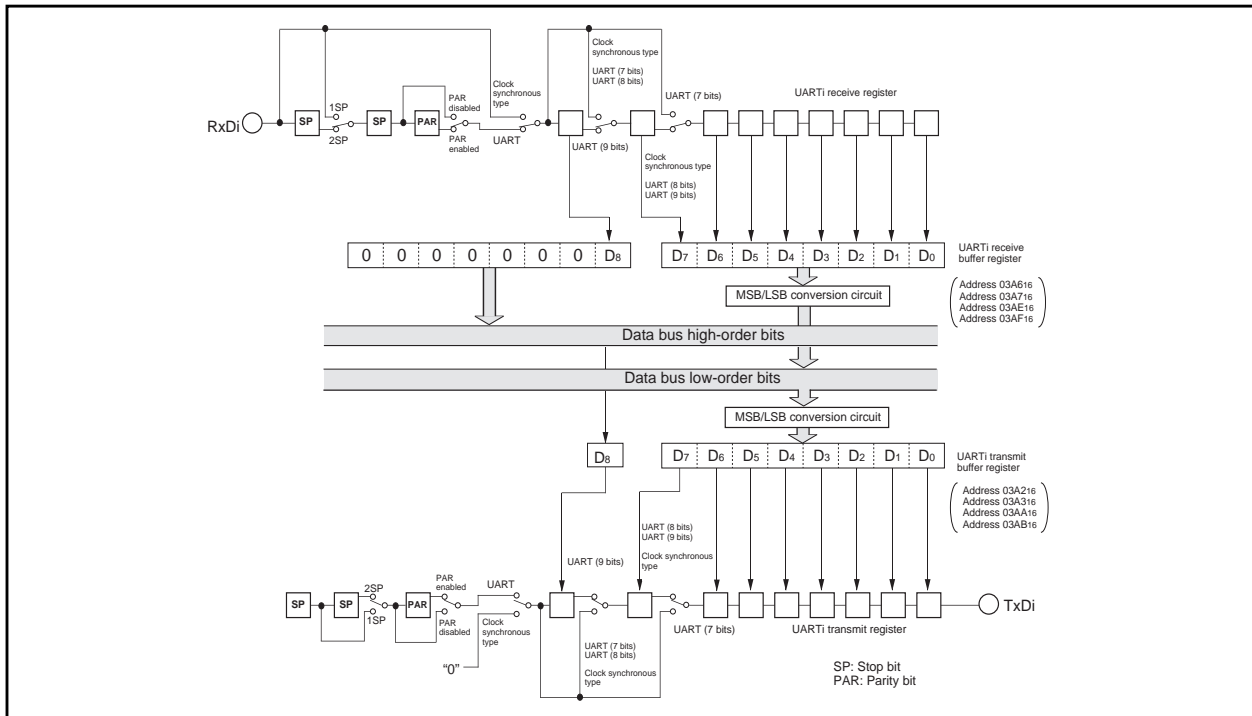 Clock
synchronous type
UART (7 bits)
UART (8 bits)
UART (7 bits)
UARTi receive register
Clock
synchronous
type
PAR
disabled
1SP
RxDi
SP
SP
PAR
2SP
PAR
enabled
UART
UART (9 bits)
Clock
synchronous type
UART (8 bits)
UART (9 bits)
0 0 0 0 0 0 0 D8
D7 D6 D5 D4 D3 D2 D1 D0
UARTi receive
buffer register
MSB/LSB conversion circuit
Address 03A616
Address 03A716
Address 03AE16
Address 03AF16
Data bus high-order bits
Data bus low-order bits
MSB/LSB conversion circuit
D8
D7 D6 D5 D4 D3 D2 D1 D0
UARTi transmit
buffer register
Address 03A216
Address 03A316
Address 03AA16
Address 03AB16
UART (8 bits)
UART (9 bits)
Clock synchronous
type
UART (9 bits)
PAR
enabled
2SP
UART
SP
SP
PAR
TxDi
1SP
PAR
disabled
Clock
synchronous
type
UART (7 bits)
UARTi transmit register
"0"
UART (7 bits)
UART (8 bits)
Clock synchronous
type
SP: Stop bit
PAR: Parity bit